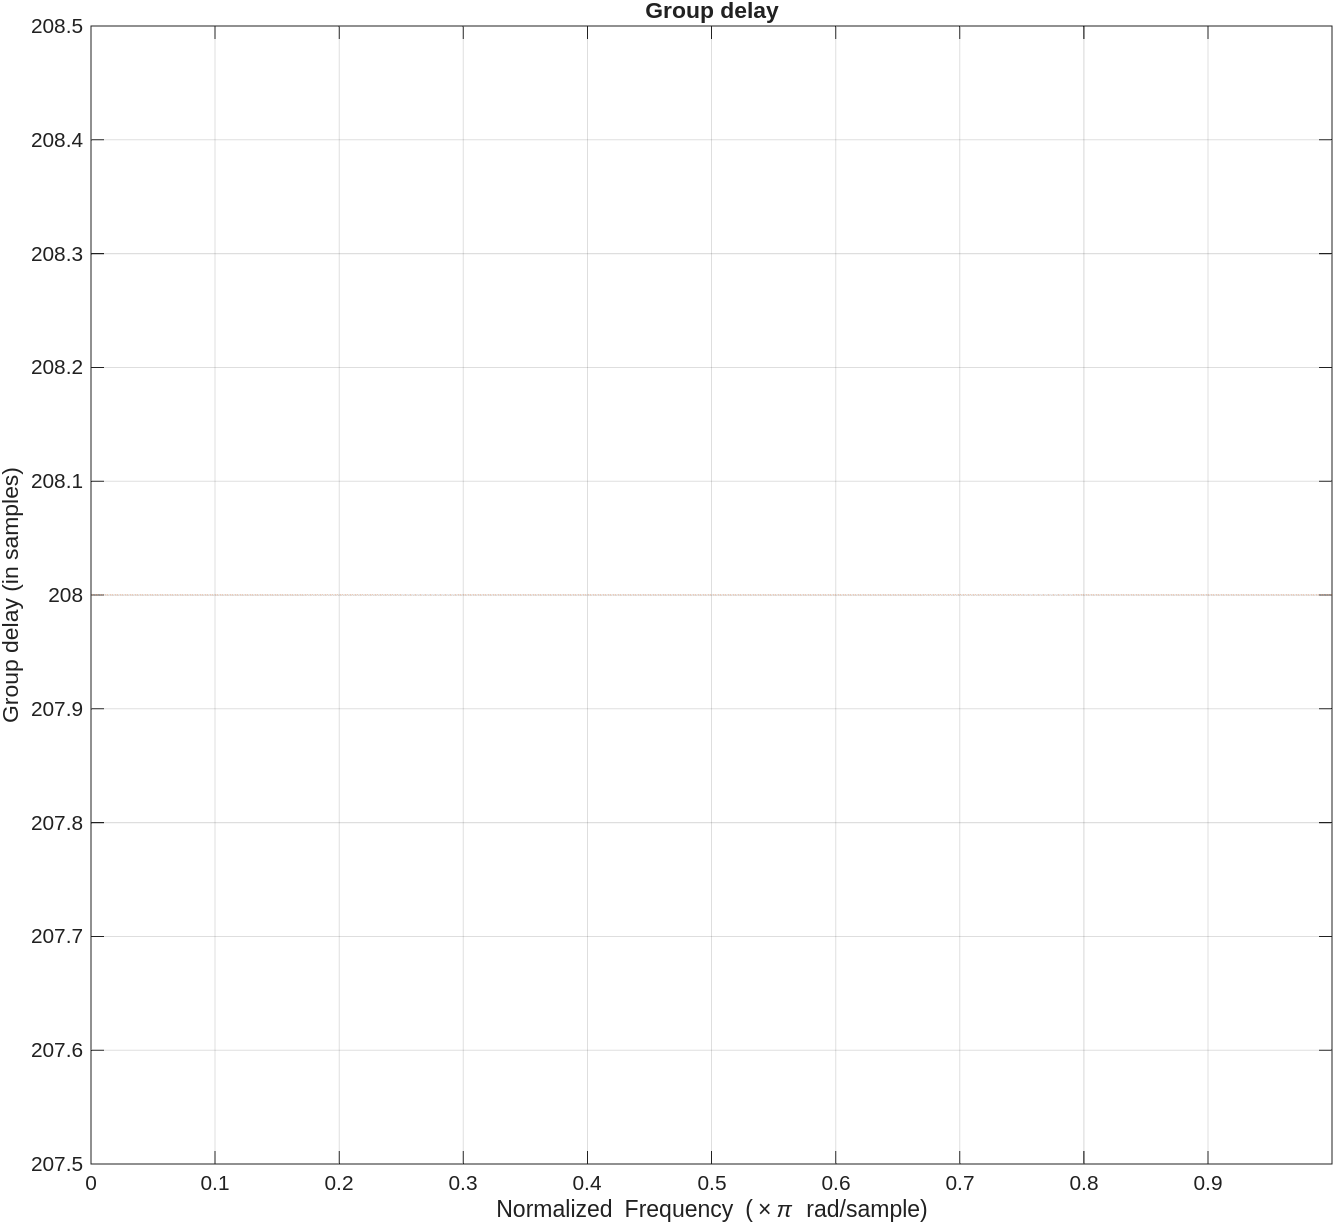 Group delay
208.5
208.4
208.3
208.2
208.1
208
207.9
207.8
207.7
207.6
207.5
Group delay (in samples)
0 0.1 0.2 0.3 0.4 0.5 0.6 0.7 0.8 0.9
Normalized Frequency (×π rad/sample)